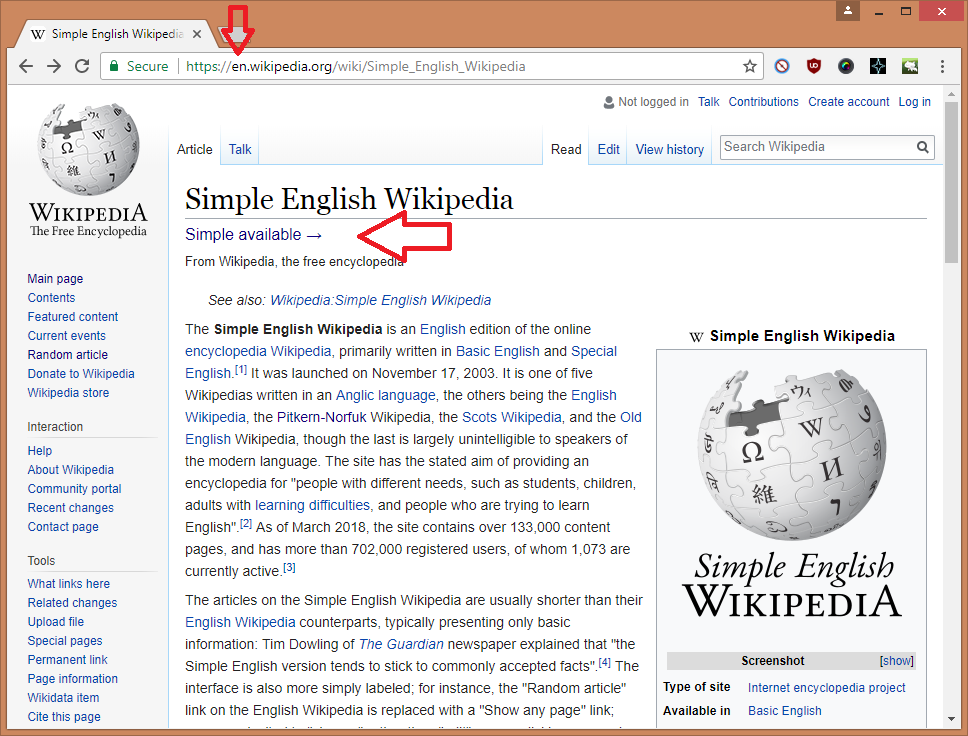 Simple English Wikipedia
Secure
https://en.wikipedia.org/wiki/Simple_English_Wikipedia
Not logged in Talk Contributions Create account Log in
Article Talk Read Edit View history Search Wikipedia
WIKIPEDIA
The Free Encyclopedia
Main page
Contents
Featured content
Current events
Random article
Donate to Wikipedia
Wikipedia store
Interaction
Help
About Wikipedia
Community portal
Recent changes
Contact page
Tools
What links here
Related changes
Upload file
Special pages
Permanent link
Page information
Wikidata item
Cite this page
Simple English Wikipedia
Simple available →
From Wikipedia, the free encyclopedia
See also: Wikipedia:Simple English Wikipedia
The Simple English Wikipedia is an English edition of the online
encyclopedia Wikipedia, primarily written in Basic English and Special
English.[1] It was launched on November 17, 2003. It is one of five
Wikipedias written in an Anglic language, the others being the English
Wikipedia, the Pitkern-Norfuk Wikipedia, the Scots Wikipedia, and the Old
English Wikipedia, though the last is largely unintelligible to speakers of
the modern language. The site has the stated aim of providing an
encyclopedia for "people with different needs, such as students, children,
adults with learning difficulties, and people who are trying to learn
English".[2] As of March 2018, the site contains over 133,000 content
pages, and has more than 702,000 registered users, of whom 1,073 are
currently active.[3]
The articles on the Simple English Wikipedia are usually shorter than their
English Wikipedia counterparts, typically presenting only basic
information: Tim Dowling of The Guardian newspaper explained that "the
Simple English version tends to stick to commonly accepted facts".[4] The
interface is also more simply labeled; for instance, the "Random article"
link on the English Wikipedia is replaced with a "Show any page" link;
Simple English Wikipedia
Simple English
WIKIPEDIA
Screenshot [show]
Type of site Internet encyclopedia project
Available in Basic English